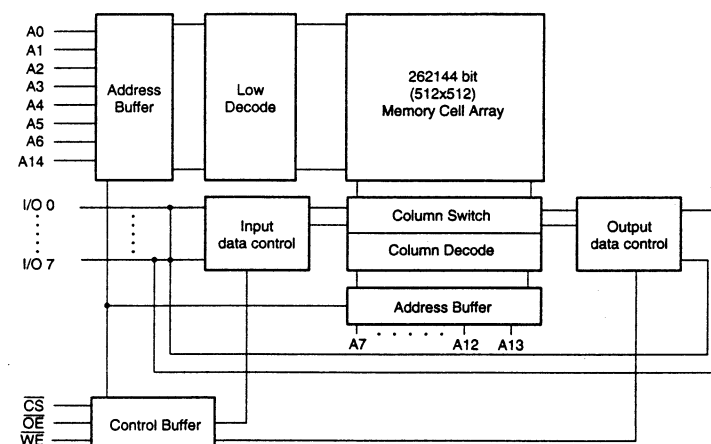 A0
A1
A2
A3
A4
A5
A6
A14
Address
Buffer
Low
Decode
262144 bit
(512x512)
Memory Cell Array
I/O 0
I/O 7
Input
data control
Column Switch
Column Decode
Output
data control
Address Buffer
A7
A12
A13
CS
OE
WE
Control Buffer